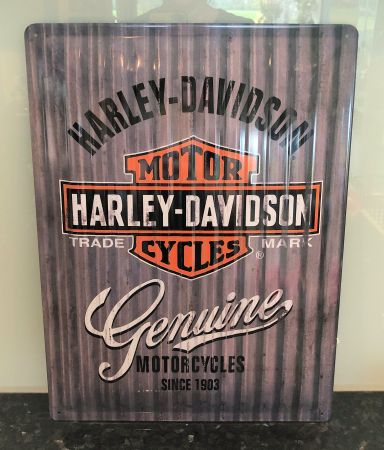 HARLEY-DAVIDSON
MOTOR
HARLEY-DAVIDSON
TRADE MARK
CYCLES ®
Genuine
MOTORCYCLES
SINCE 1903